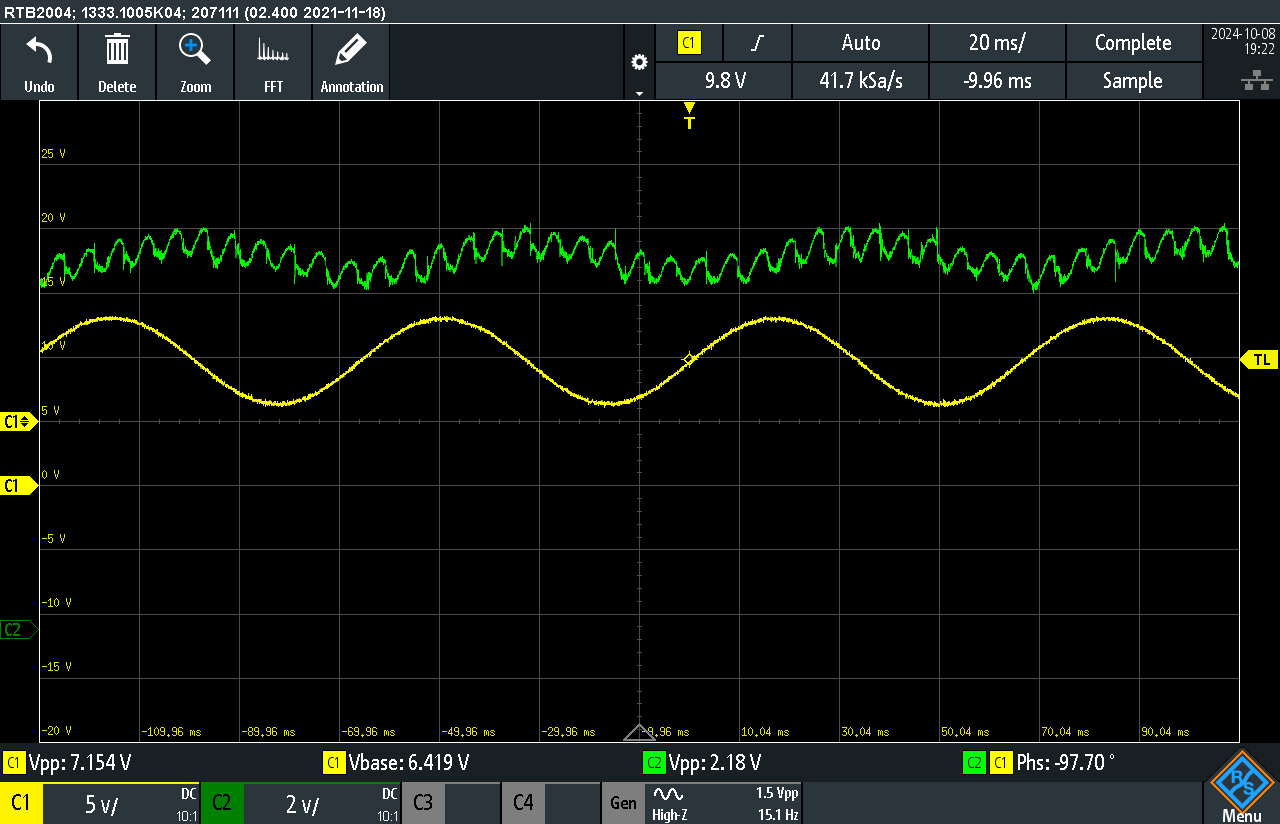 RTB2004; 1333.1005K04; 207111 (02.400 2021-11-18)
Undo
Delete
Zoom
FFT
Annotation
C1
Auto
20 ms/
Complete
2024-10-08
19:22
9.8 V
41.7 kSa/s
-9.96 ms
Sample
T
25 V
20 V
15 V
10 V
TL
5 V
C1
0 V
C1
-5 V
-10 V
C2
-15 V
-20 V
-109.96 ms
-89.96 ms
-69.96 ms
-49.96 ms
-29.96 ms
-9.96 ms
10.04 ms
30.04 ms
50.04 ms
70.04 ms
90.04 ms
C1 Vpp: 7.154 V
C1 Vbase: 6.419 V
C2 Vpp: 2.18 V
C2 C1 Phs: -97.70 °
C1
5 V/
DC
10:1
C2
2 V/
DC
10:1
C3
C4
Gen
High-Z
1.5 Vpp
15.1 Hz
R S
Menu